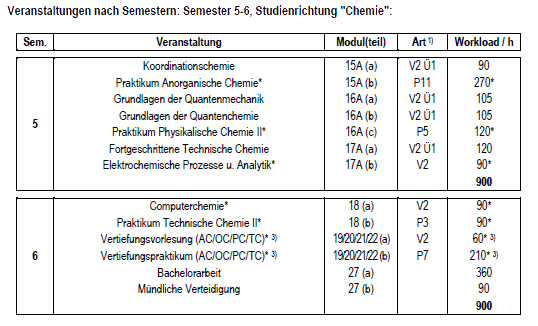 Veranstaltungen nach Semestern: Semester 5-6, Studienrichtung "Chemie":
Sem. Veranstaltung Modul(teil) Art 1) Workload / h
Koordinationschemie 15A (a) V2 Ü1 90
Praktikum Anorganische Chemie* 15A (b) P11 270*
Grundlagen der Quantenmechanik 16A (a) V2 Ü1 105
Grundlagen der Quantenchemie 16A (b) V2 Ü1 105
5 Praktikum Physikalische Chemie II* 16A (c) P5 120*
Fortgeschrittene Technische Chemie 17A (a) V2 Ü1 120
Elektrochemische Prozesse u. Analytik* 17A (b) V2 90*
900
Computerchemie* 18 (a) V2 90*
Praktikum Technische Chemie II* 18 (b) P3 90*
Vertiefungsvorlesung (AC/OC/PC/TC)* 3) 19/20/21/22 (a) V2 60* 3)
6 Vertiefungspraktikum (AC/OC/PC/TC)* 3) 19/20/21/22 (b) P7 210* 3)
Bachelorarbeit 27 (a) 360
Mündliche Verteidigung 27 (b) 90
900